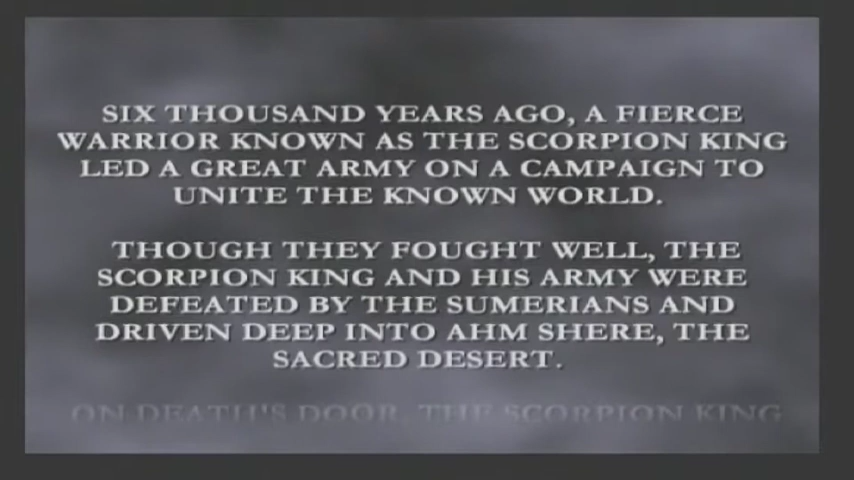 SIX THOUSAND YEARS AGO, A FIERCE
WARRIOR KNOWN AS THE SCORPION KING
LED A GREAT ARMY ON A CAMPAIGN TO
UNITE THE KNOWN WORLD.
THOUGH THEY FOUGHT WELL, THE
SCORPION KING AND HIS ARMY WERE
DEFEATED BY THE SUMERIANS AND
DRIVEN DEEP INTO AHM SHERE, THE
SACRED DESERT.
ON DEATH'S DOOR, THE SCORPION KING